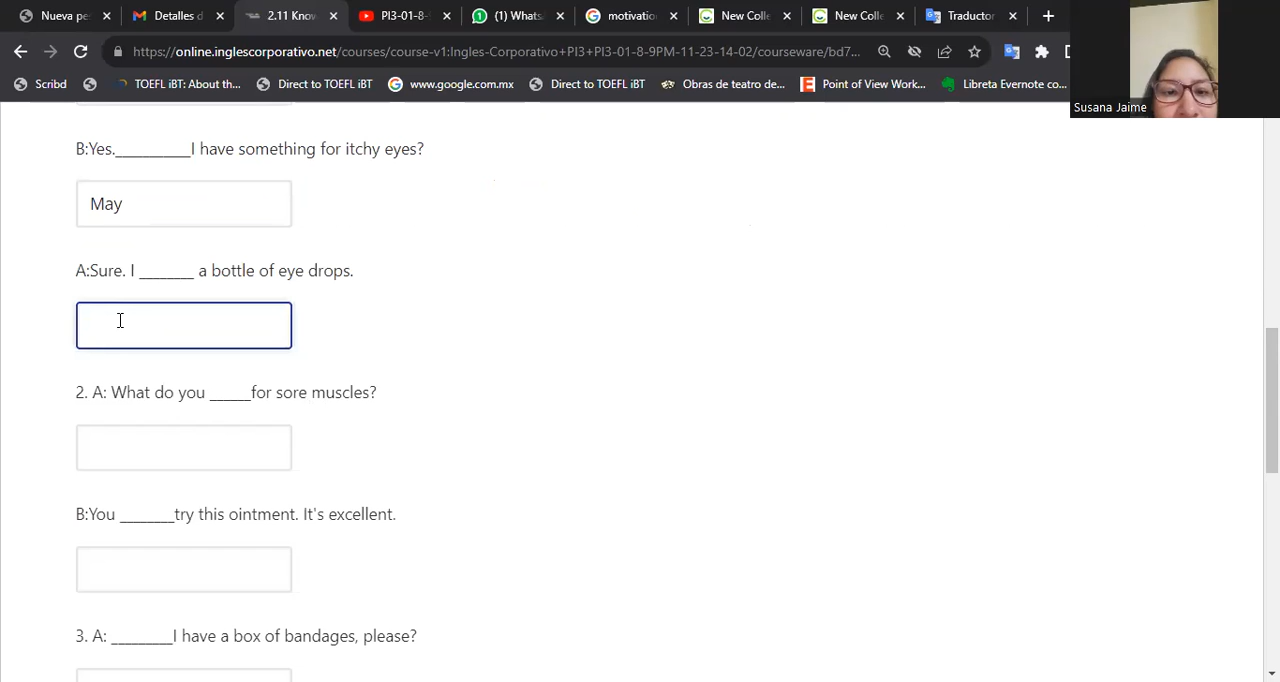 Nueva pe
Detalles d
2.11 Know
PI3-01-8-
(1) Whats
motivatio
New Colle
New Colle
Traductor
https://online.inglescorporativo.net/courses/course-v1:Ingles-Corporativo+PI3+PI3-01-8-9PM-11-23-14-02/courseware/bd7...
Scribd
TOEFL iBT: About th...
Direct to TOEFL iBT
www.google.com.mx
Direct to TOEFL iBT
Obras de teatro de...
Point of View Work...
Libreta Evernote co...
Susana Jaime
B:Yes.__________I have something for itchy eyes?
May
A:Sure. I _______ a bottle of eye drops.
2. A: What do you ______for sore muscles?
B:You ________try this ointment. It's excellent.
3. A: _________I have a box of bandages, please?